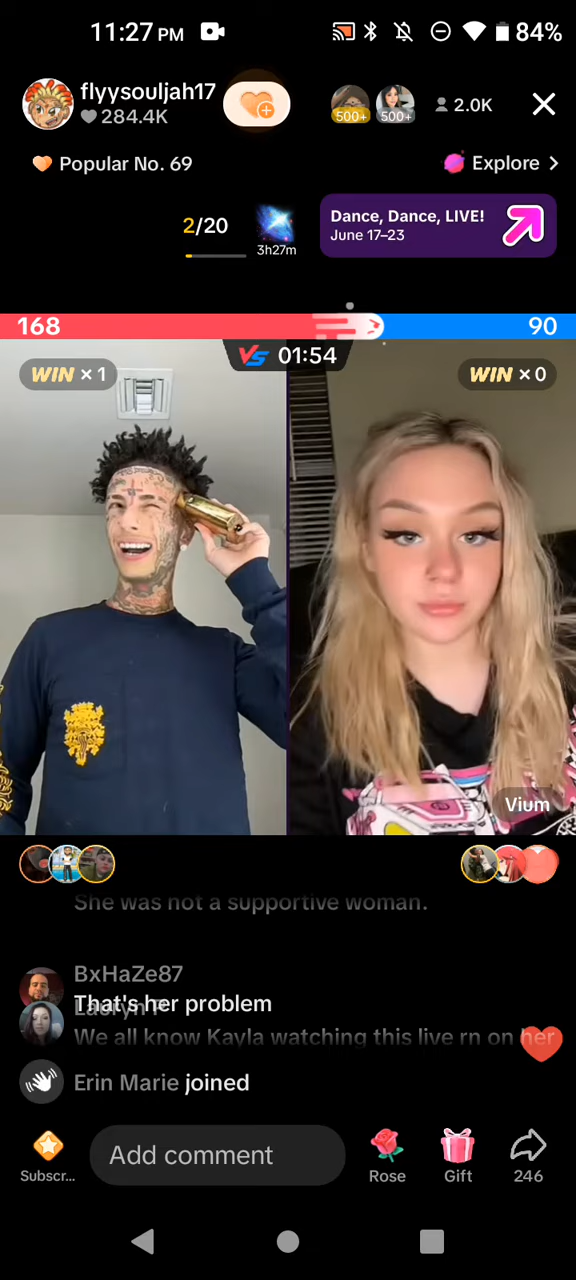 11:27 PM
84%
flyysouljah17
284.4K
500+
500+
2.0K
Popular No. 69
Explore >
2/20
3h27m
Dance, Dance, LIVE!
June 17–23
168
90
VS 01:54
WIN × 1
WIN × 0
Vium
She was not a supportive woman.
BxHaZe87
That's her problem
We all know Kayla watching this live rn on her
Erin Marie joined
Subscr...
Add comment
Rose
Gift
246